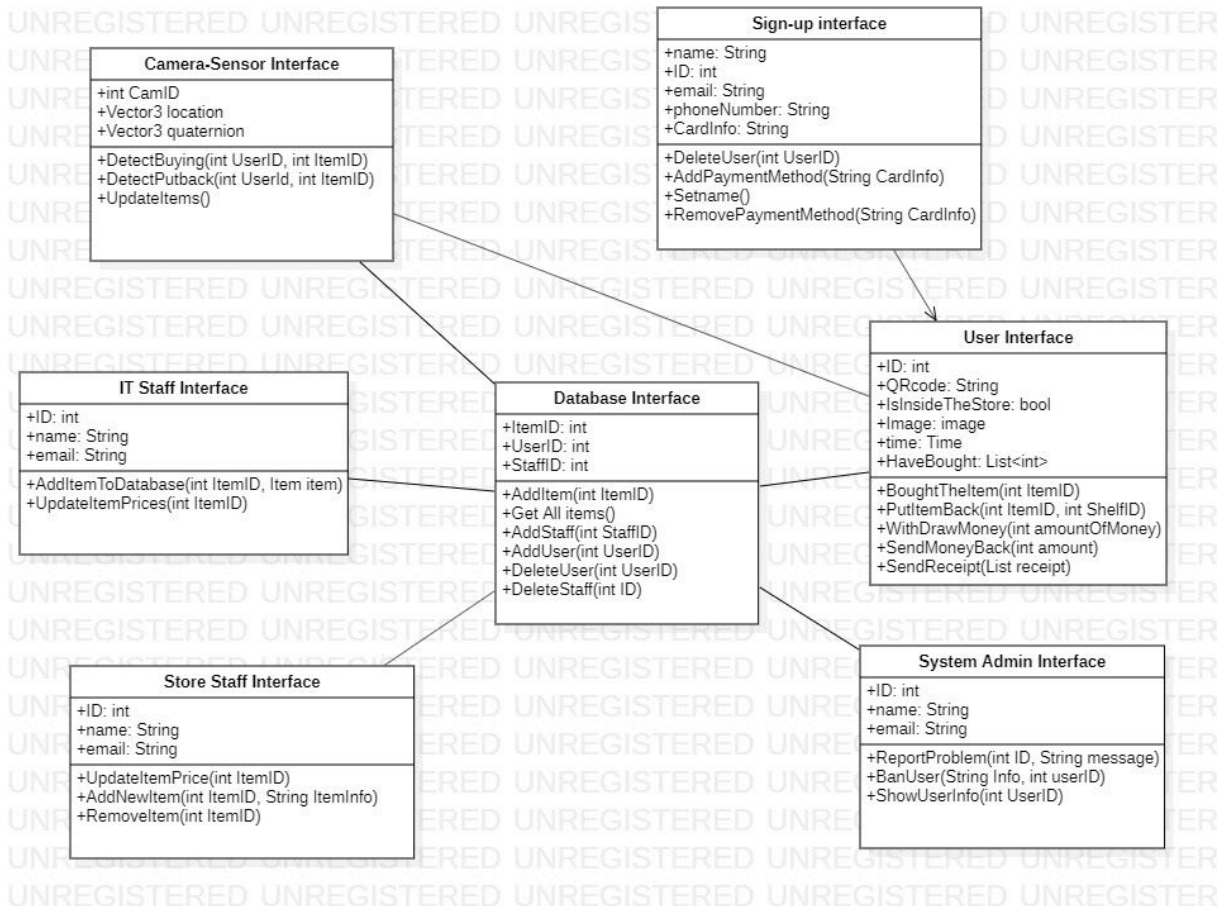 Sign-up interface
+name: String
+ID: int
+email: String
+phoneNumber: String
+CardInfo: String
+DeleteUser(int UserID)
+AddPaymentMethod(String CardInfo)
+Setname()
+RemovePaymentMethod(String CardInfo)
Camera-Sensor Interface
+int CamID
+Vector3 location
+Vector3 quaternion
+DetectBuying(int UserID, int ItemID)
+DetectPutback(int UserId, int ItemID)
+UpdateItems()
User Interface
+ID: int
+QRcode: String
+IsInsideTheStore: bool
+Image: image
+time: Time
+HaveBought: List<int>
+BoughtTheItem(int ItemID)
+PutItemBack(int ItemID, int ShelfID)
+WithDrawMoney(int amountOfMoney)
+SendMoneyBack(int amount)
+SendReceipt(List receipt)
IT Staff Interface
+ID: int
+name: String
+email: String
+AddItemToDatabase(int ItemID, Item item)
+UpdateItemPrices(int ItemID)
Database Interface
+ItemID: int
+UserID: int
+StaffID: int
+AddItem(int ItemID)
+Get All items()
+AddStaff(int StaffID)
+AddUser(int UserID)
+DeleteUser(int UserID)
+DeleteStaff(int ID)
Store Staff Interface
+ID: int
+name: String
+email: String
+UpdateItemPrice(int ItemID)
+AddNewItem(int ItemID, String ItemInfo)
+RemoveItem(int ItemID)
System Admin Interface
+ID: int
+name: String
+email: String
+ReportProblem(int ID, String message)
+BanUser(String Info, int userID)
+ShowUserInfo(int UserID)
UNREGISTERED